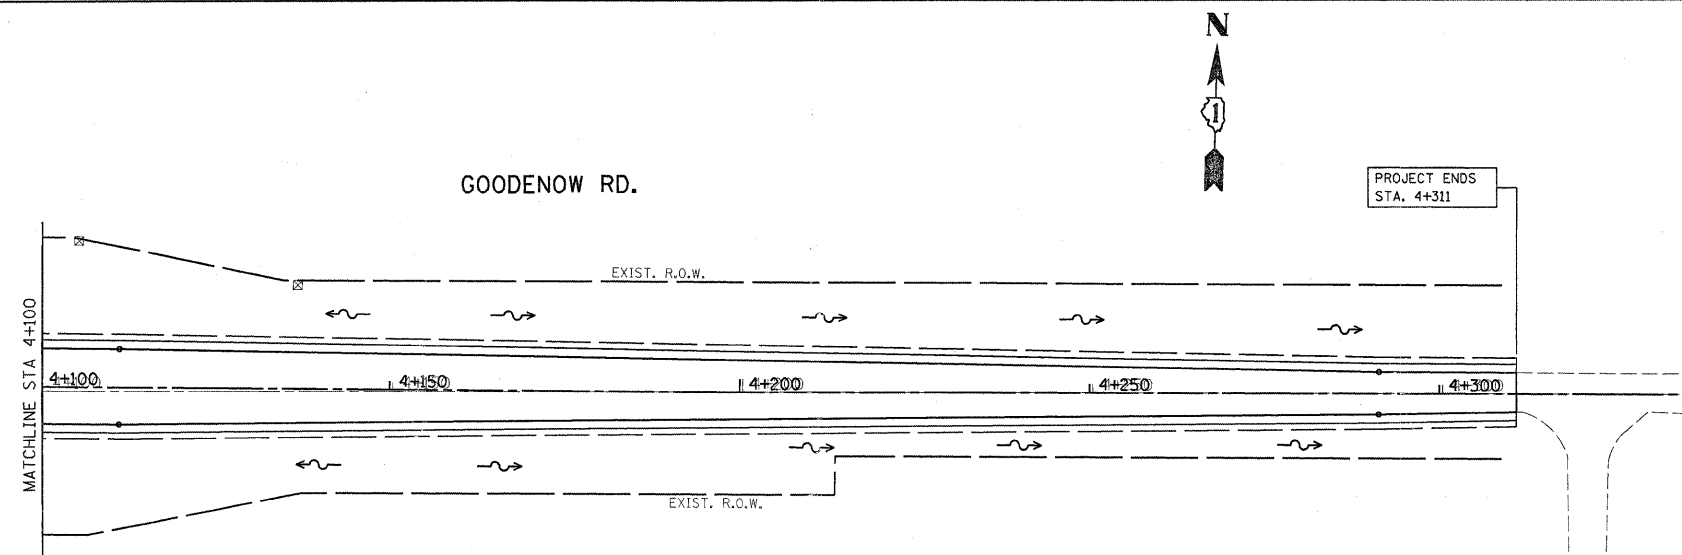 N
1
GOODENOW RD.
PROJECT ENDS
STA. 4+311
EXIST. R.O.W.
MATCHLINE STA 4+100
4+100
4+150
4+200
4+250
4+300
EXIST. R.O.W.